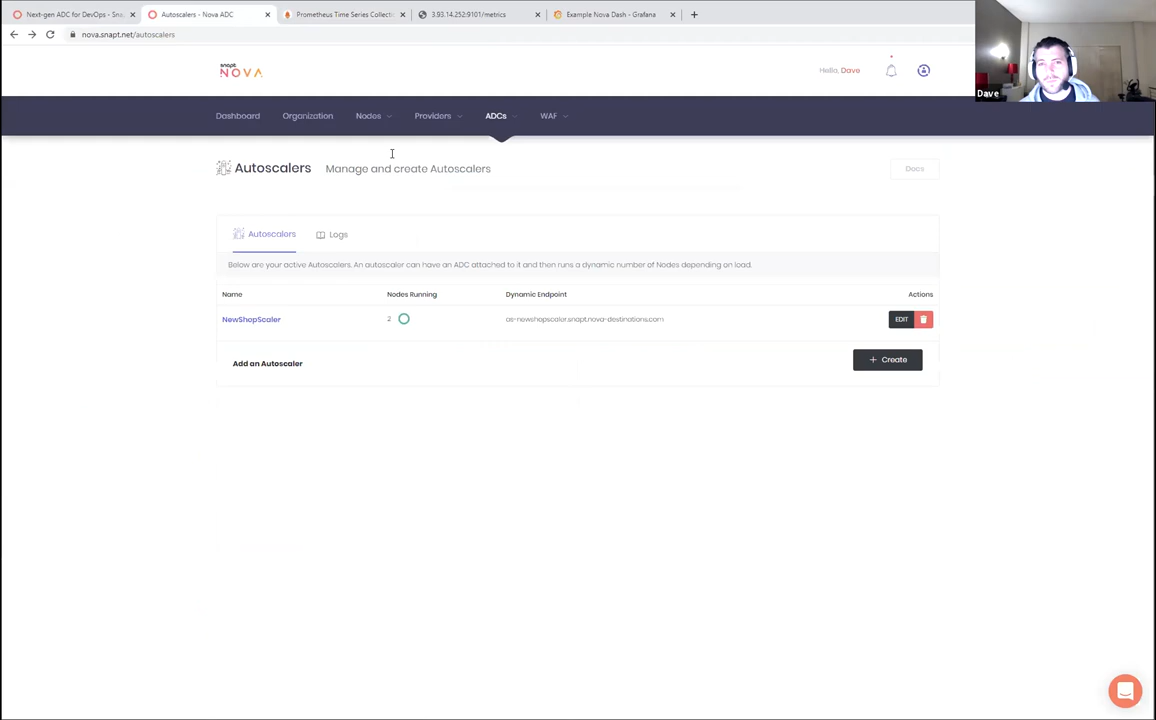 Next-gen ADC for DevOps - Sna
Autoscalers - Nova ADC
Prometheus Time Series Collecti
3.93.14.252:9101/metrics
Example Nova Dash - Grafana
nova.snapt.net/autoscalers
snapt
NOVA
Hello, Dave
Dave
Dashboard
Organization
Nodes
Providers
ADCs
WAF
Autoscalers
Manage and create Autoscalers
Docs
Autoscalers
Logs
Below are your active Autoscalers. An autoscaler can have an ADC attached to it and then runs a dynamic number of Nodes depending on load.
Name
Nodes Running
Dynamic Endpoint
Actions
NewShopScaler
2
as-newshopscaler.snapt.nova-destinations.com
EDIT
Add an Autoscaler
+ Create